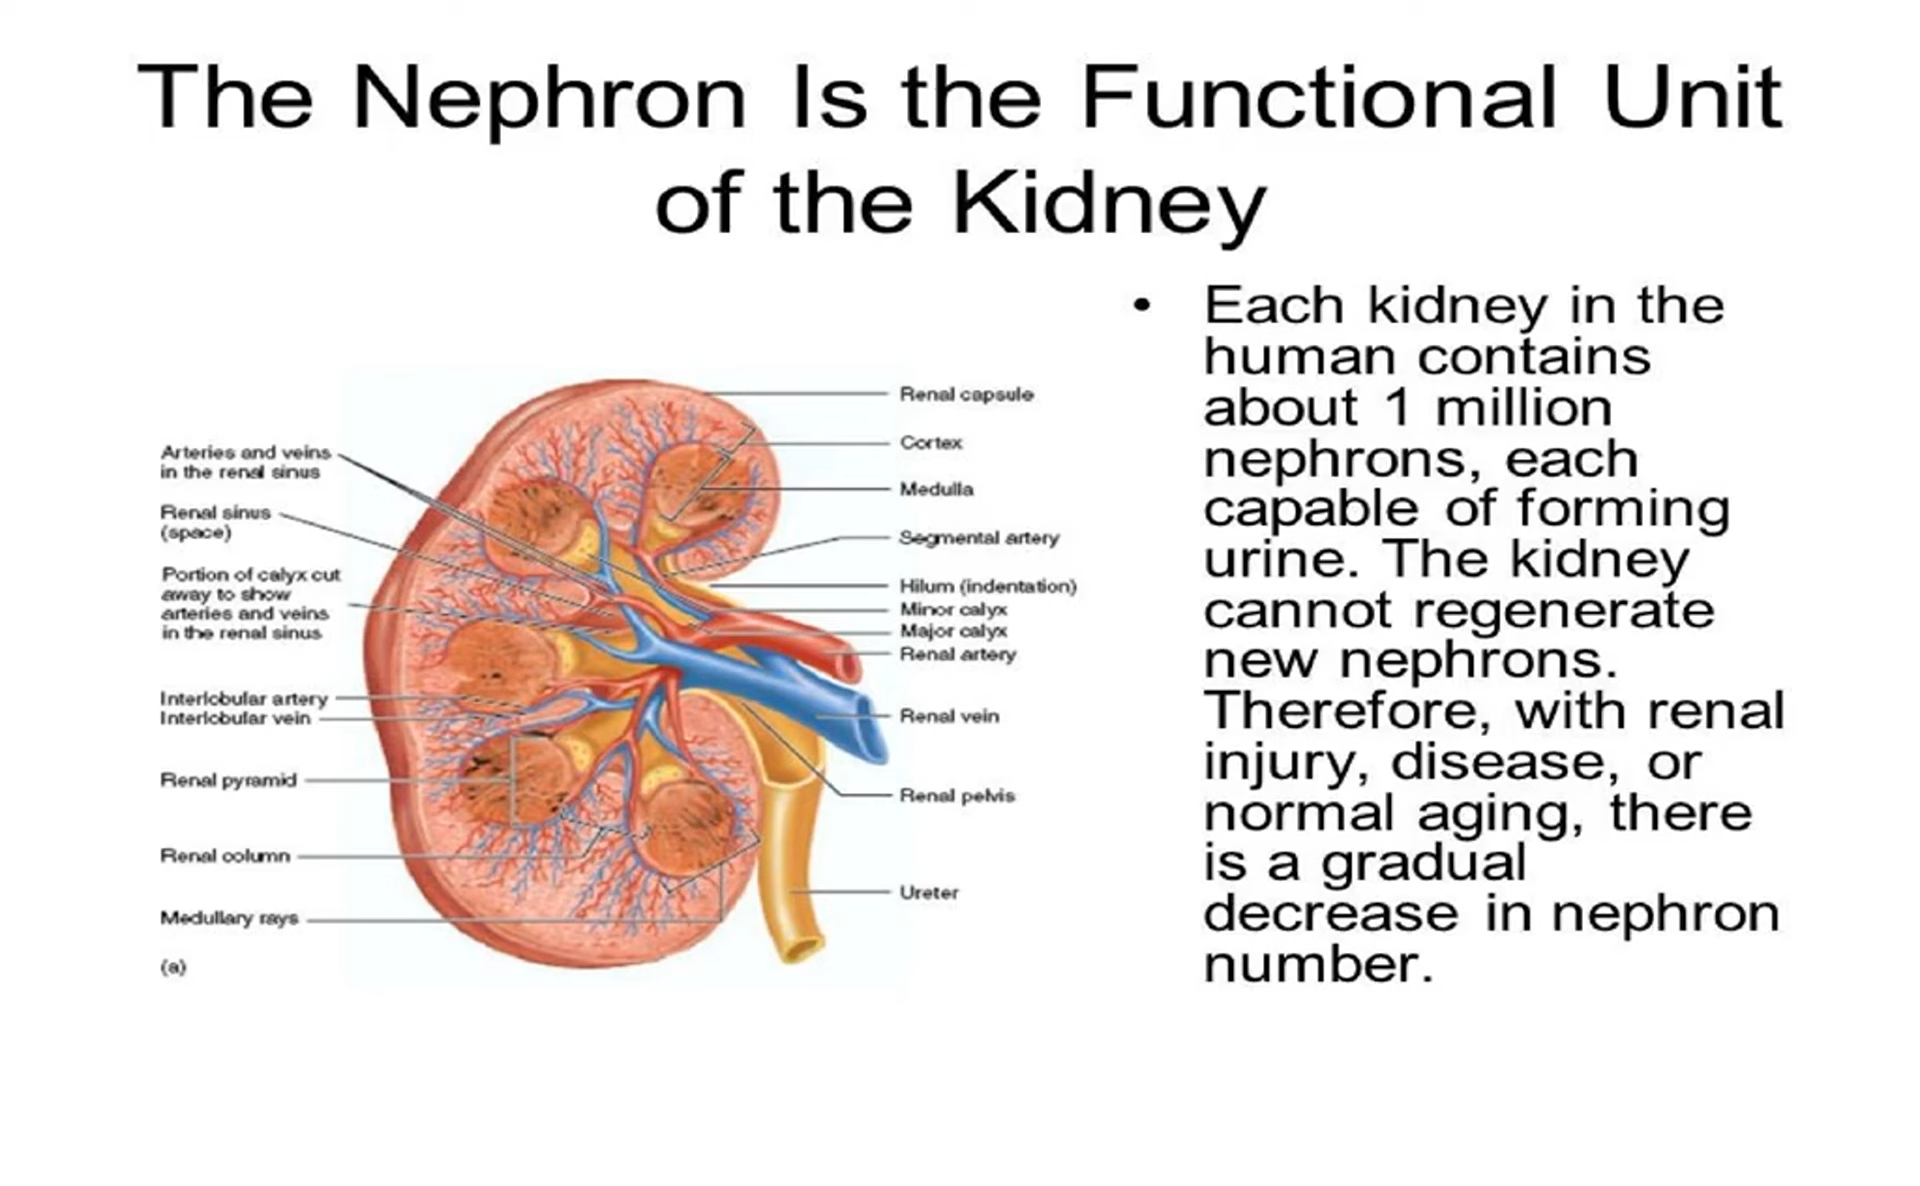 The Nephron Is the Functional Unit
of the Kidney
Arteries and veins
in the renal sinus
Renal sinus
(space)
Portion of calyx cut
away to show
arteries and veins
in the renal sinus
Interlobular artery
Interlobular vein
Renal pyramid
Renal column
Medullary rays
(a)
Renal capsule
Cortex
Medulla
Segmental artery
Hilum (indentation)
Minor calyx
Major calyx
Renal artery
Renal vein
Renal pelvis
Ureter
• Each kidney in the
human contains
about 1 million
nephrons, each
capable of forming
urine. The kidney
cannot regenerate
new nephrons.
Therefore, with renal
injury, disease, or
normal aging, there
is a gradual
decrease in nephron
number.